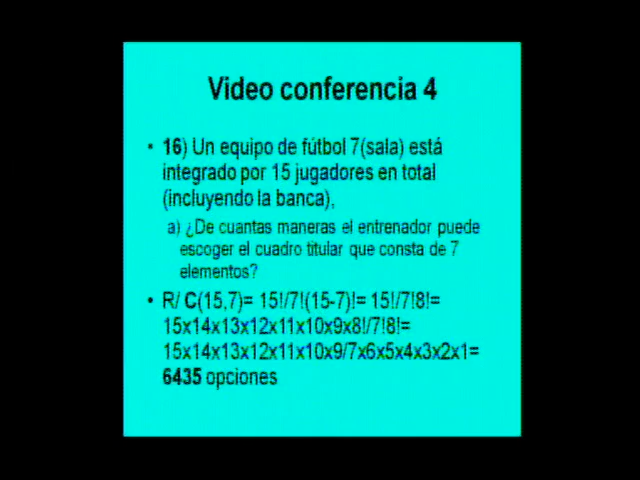 Video conferencia 4
• 16) Un equipo de fútbol 7(sala) está
integrado por 15 jugadores en total
(incluyendo la banca),
a) ¿De cuantas maneras el entrenador puede
escoger el cuadro titular que consta de 7
elementos?
• R/ C(15,7)= 15!/7!(15-7)!= 15!/7!8!=
15x14x13x12x11x10x9x8!/7!8!=
15x14x13x12x11x10x9/7x6x5x4x3x2x1=
6435 opciones